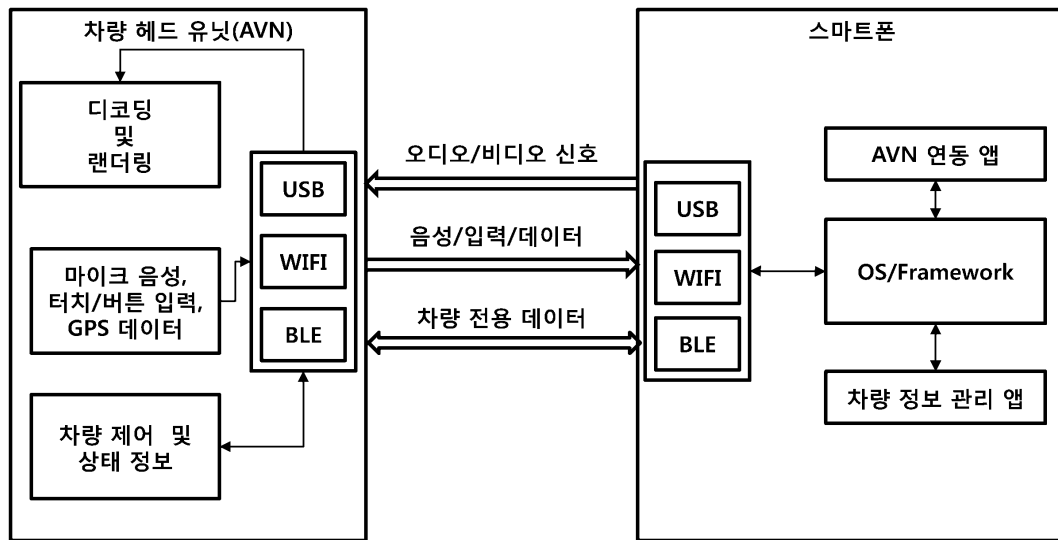 차량 헤드 유닛(AVN)
디코딩
및
랜더링
USB
WIFI
BLE
마이크 음성,
터치/버튼 입력,
GPS 데이터
차량 제어 및
상태 정보
오디오/비디오 신호
음성/입력/데이터
차량 전용 데이터
스마트폰
USB
WIFI
BLE
AVN 연동 앱
OS/Framework
차량 정보 관리 앱